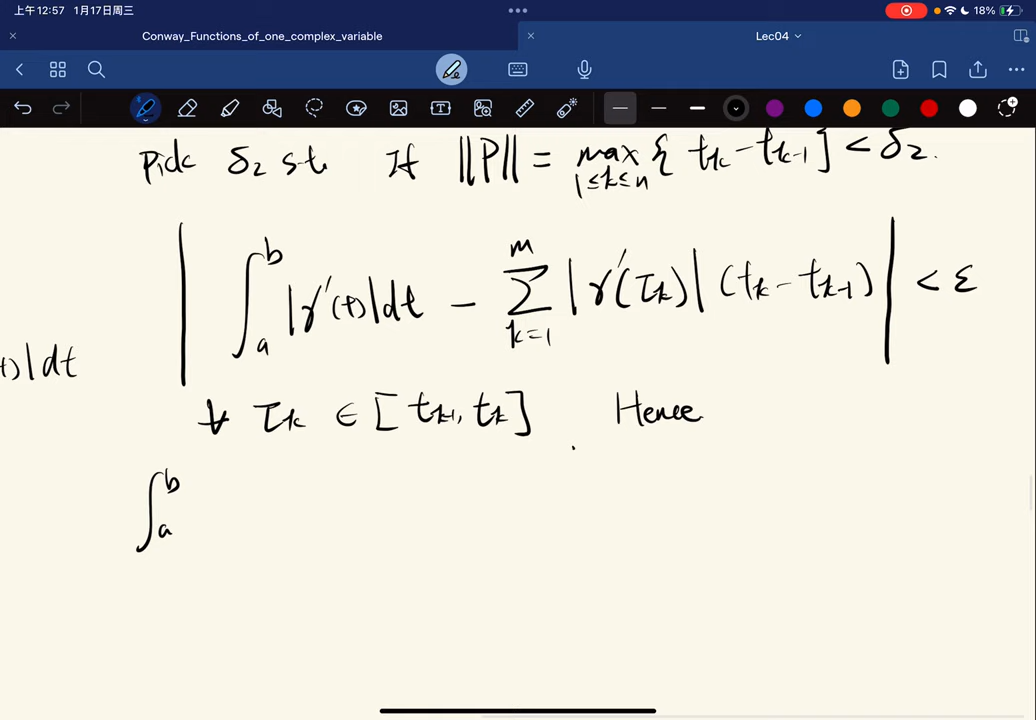 上午12:57 1月17日周三 18%
Conway_Functions_of_one_complex_variable Lec04
Pick δ₂ s.t. If ||P|| = max_{1≤k≤n} { t_k - t_{k-1} } < δ₂.
| ∫_a^b |γ'(t)| dt - ∑_{k=1}^m |γ'(τ_k)| (t_k - t_{k-1}) | < ε
t)| dt
∀ τ_k ∈ [t_{k-1}, t_k] . Hence
∫_a^b